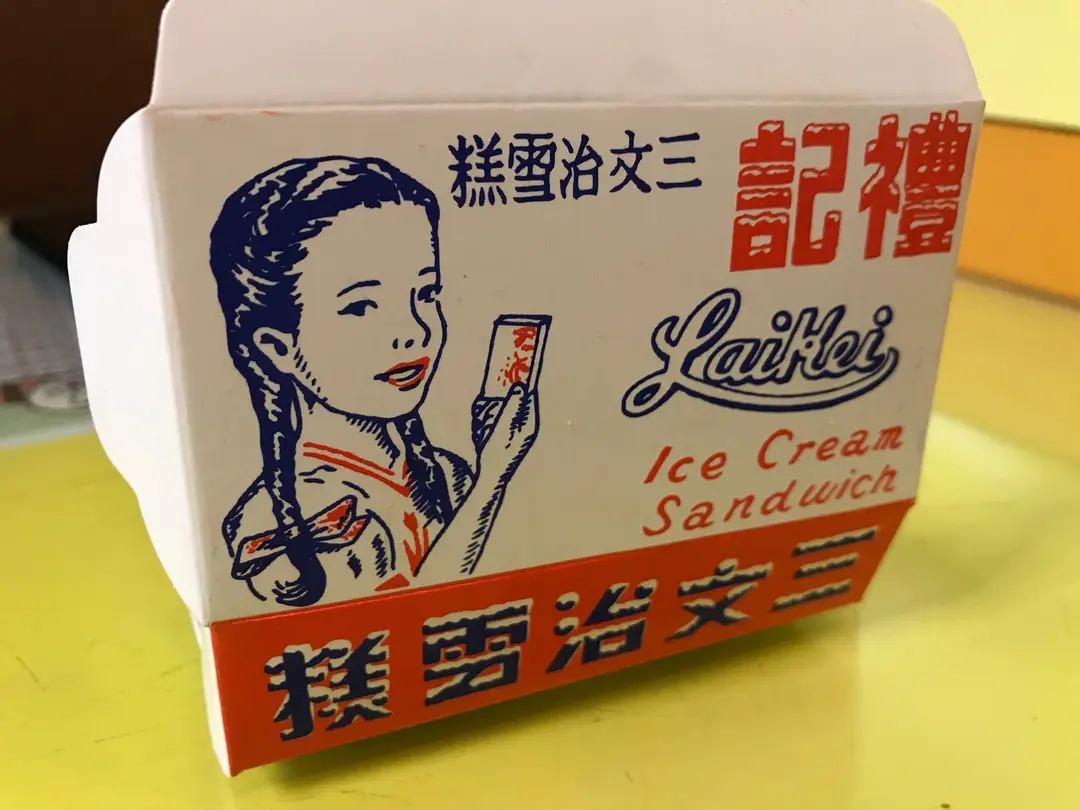 禮記
三文治雪糕
LaiKei
Ice Cream
Sandwich
三文治雪糕